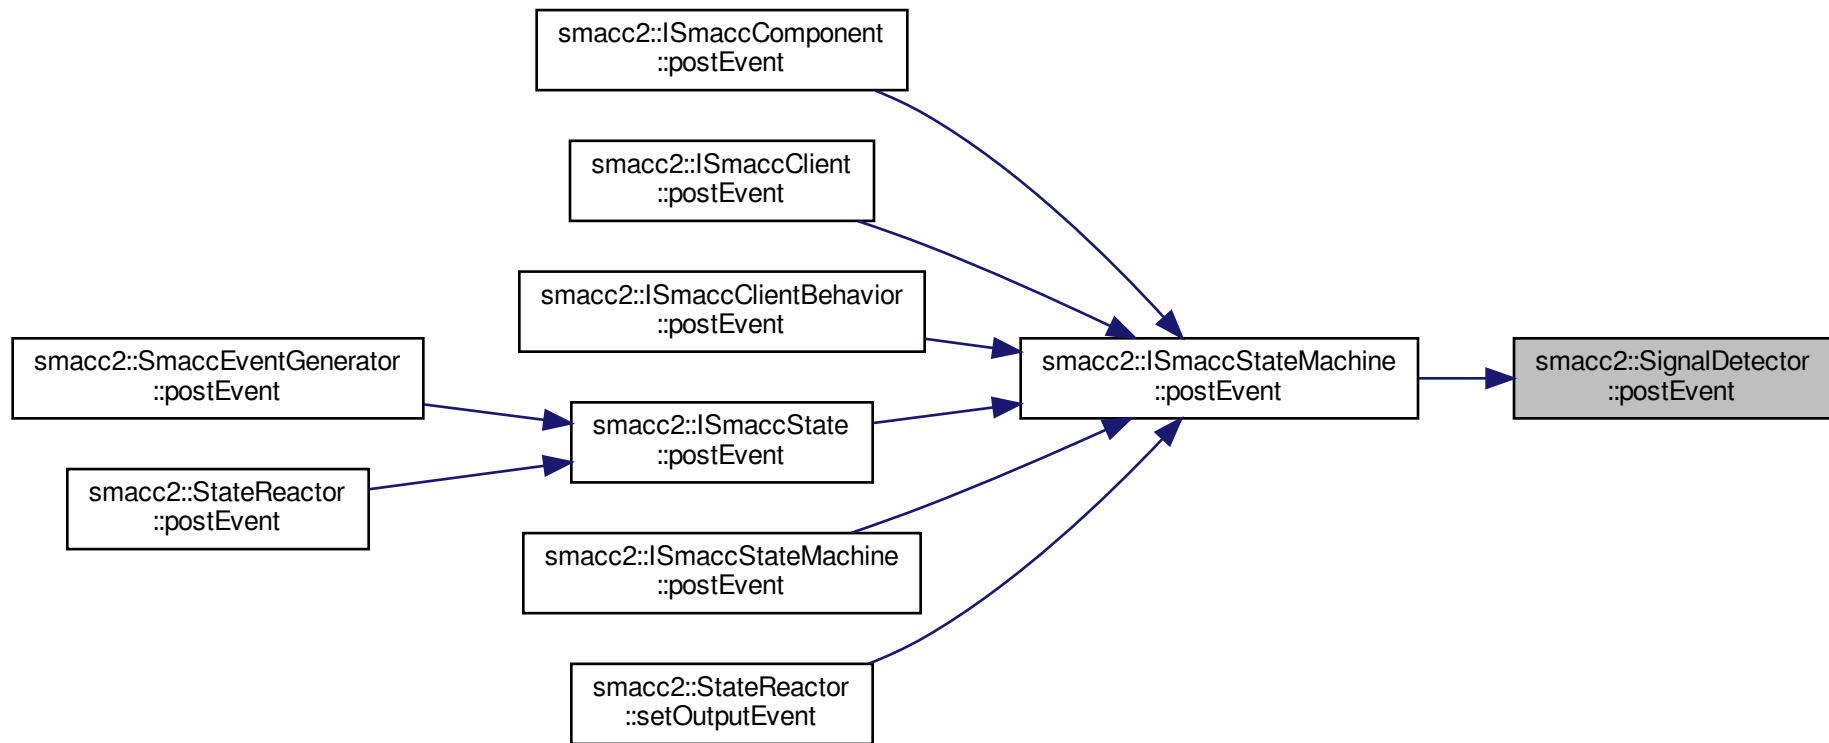 smacc2::ISmaccComponent
::postEvent
smacc2::ISmaccClient
::postEvent
smacc2::ISmaccClientBehavior
::postEvent
smacc2::SmaccEventGenerator
::postEvent
smacc2::ISmaccStateMachine
::postEvent
smacc2::SignalDetector
::postEvent
smacc2::ISmaccState
::postEvent
smacc2::StateReactor
::postEvent
smacc2::ISmaccStateMachine
::postEvent
smacc2::StateReactor
::setOutputEvent